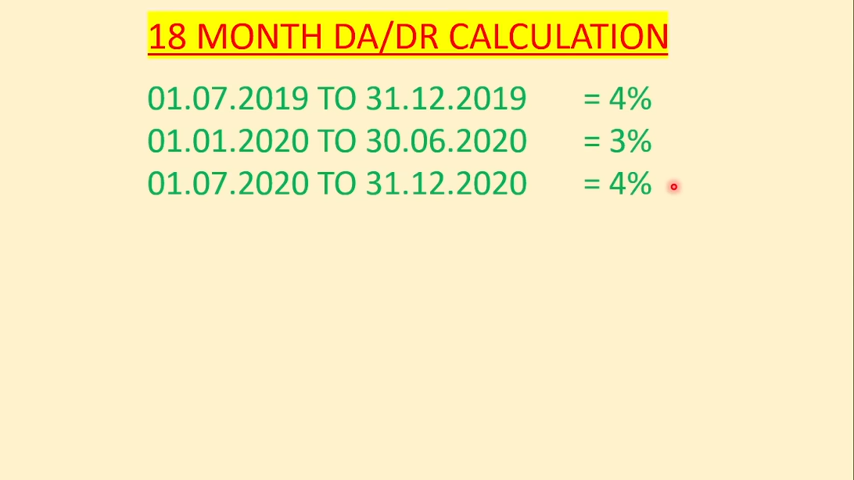 18 MONTH DA/DR CALCULATION
01.07.2019 TO 31.12.2019 = 4%
01.01.2020 TO 30.06.2020 = 3%
01.07.2020 TO 31.12.2020 = 4%